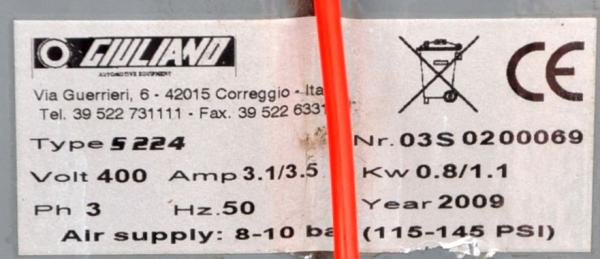 GIULIANO
AUTOMOTIVE EQUIPMENT
CE
Via Guerrieri, 6 - 42015 Correggio - Ita
Tel. 39 522 731111 - Fax. 39 522 6331
Type S 224 Nr. 03S 0200069
Volt 400 Amp 3.1/3.5 Kw 0.8/1.1
Ph 3 Hz. 50 Year 2009
Air supply: 8-10 ba (115-145 PSI)